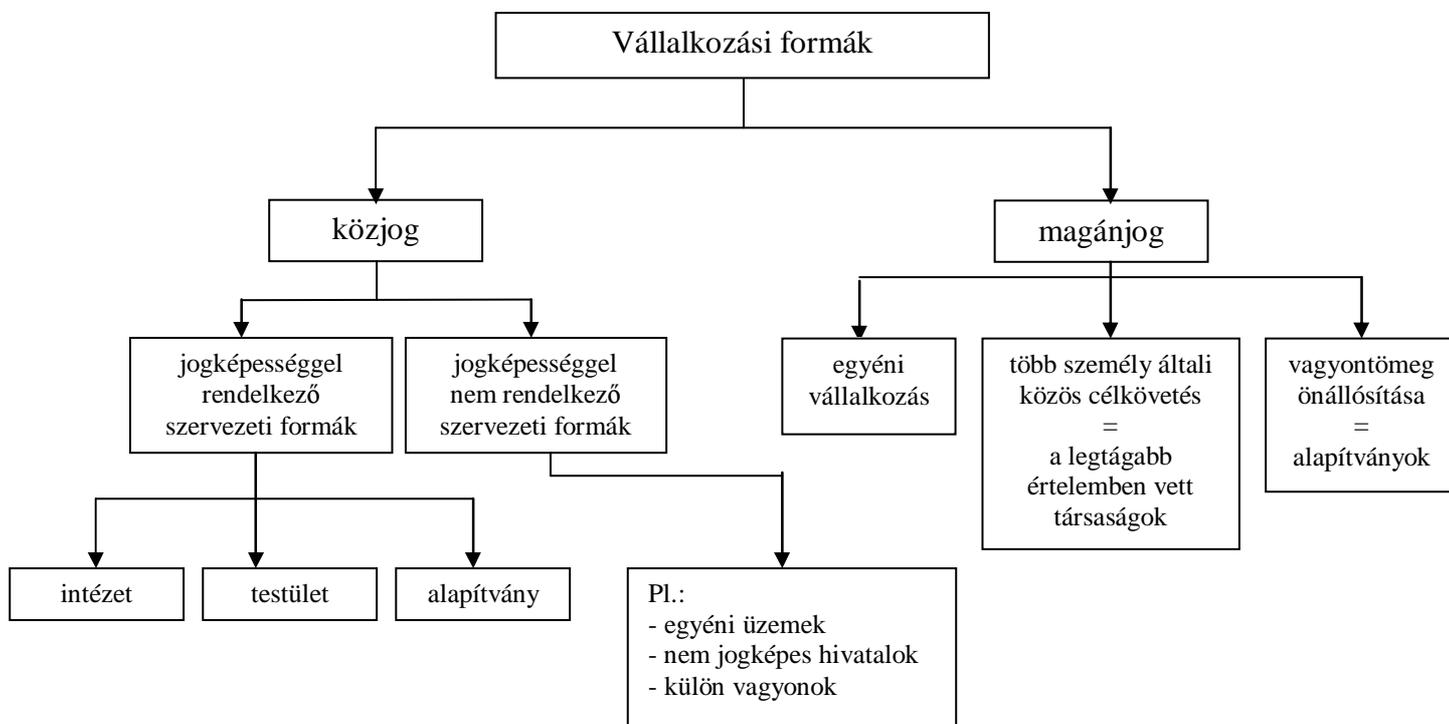 Vállalkozási formák
közjog
magánjog
jogképességgel
rendelkező
szervezeti formák
jogképességgel
nem rendelkező
szervezeti formák
egyéni
vállalkozás
több személy általi
közös célkövetés
=
a legtágabb
értelemben vett
társaságok
vagyontömeg
önállósítása
=
alapítványok
intézet
testület
alapítvány
Pl.:
- egyéni üzemek
- nem jogképes hivatalok
- külön vagyonok